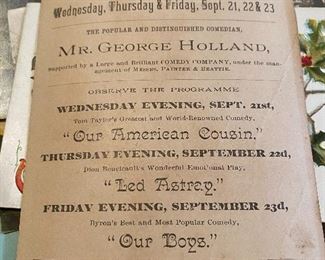 Wednesday, Thursday & Friday, Sept. 21, 22 & 23
THE POPULAR AND DISTINGUISHED COMEDIAN,
MR. GEORGE HOLLAND,
supported by a Large and Brilliant COMEDY COMPANY, under the man-
agement of MESSRS. PAINTER & BEATTIE.
OBSERVE THE PROGRAMME
WEDNESDAY EVENING, SEPT. 21st,
Tom Taylor's Greatest and World-Renowned Comedy,
"Our American Cousin."
THURSDAY EVENING, SEPTEMBER 22d,
Dion Boucicault's Wonderful Emotional Play,
"Led Astray."
FRIDAY EVENING, SEPTEMBER 23d,
Byron's Best and Most Popular Comedy,
"Our Boys."